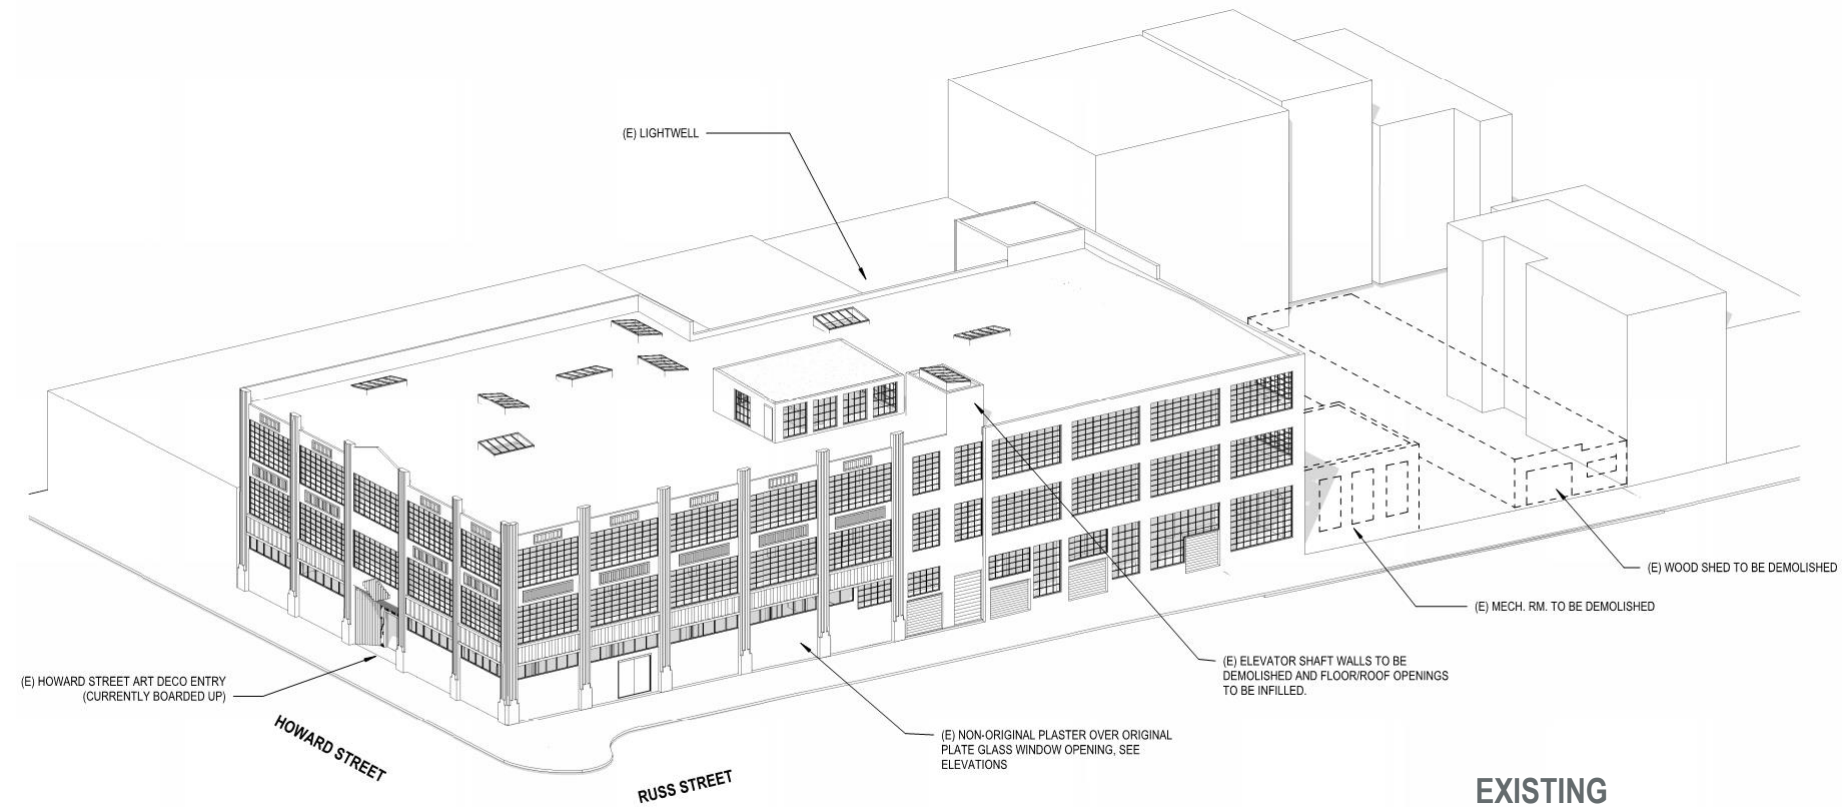 (E) LIGHTWELL
(E) WOOD SHED TO BE DEMOLISHED
(E) MECH. RM. TO BE DEMOLISHED
(E) ELEVATOR SHAFT WALLS TO BE
DEMOLISHED AND FLOOR/ROOF OPENINGS
TO BE INFILLED.
(E) HOWARD STREET ART DECO ENTRY
(CURRENTLY BOARDED UP)
(E) NON-ORIGINAL PLASTER OVER ORIGINAL
PLATE GLASS WINDOW OPENING, SEE
ELEVATIONS
HOWARD STREET
RUSS STREET
EXISTING